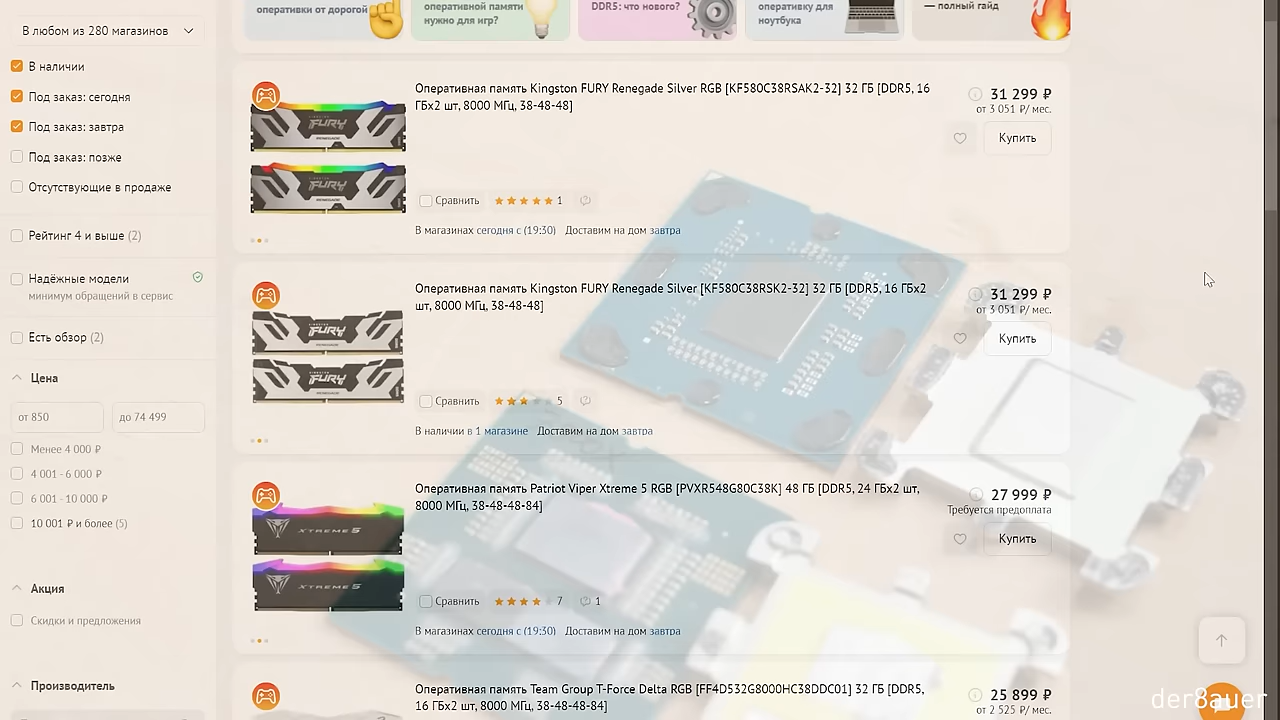 оперативки от дорогой
оперативной памяти
нужно для игр?
DDR5: что нового?
оперативку для
ноутбука
— полный гайд
В любом из 280 магазинов
В наличии
Под заказ: сегодня
Под заказ: завтра
Под заказ: позже
Отсутствующие в продаже
Рейтинг 4 и выше (2)
Надёжные модели
минимум обращений в сервис
Есть обзор (2)
Цена
от 850
до 74 499
Менее 4 000 ₽
4 001 - 6 000 ₽
6 001 - 10 000 ₽
10 001 ₽ и более (5)
Акция
Скидки и предложения
Производитель
Оперативная память Kingston FURY Renegade Silver RGB [KF580C38RSAK2-32] 32 ГБ [DDR5, 16
ГБx2 шт, 8000 МГц, 38-48-48]
31 299 ₽
от 3 051 ₽/ мес.
Купить
FURY
RENEGADE
FURY
RENEGADE
Сравнить
1
В магазинах сегодня с (19:30) Доставим на дом завтра
Оперативная память Kingston FURY Renegade Silver [KF580C38RSK2-32] 32 ГБ [DDR5, 16 ГБx2
шт, 8000 МГц, 38-48-48]
31 299 ₽
от 3 051 ₽/ мес.
Купить
FURY
FURY
Сравнить
5
В наличии в 1 магазине Доставим на дом завтра
Оперативная память Patriot Viper Xtreme 5 RGB [PVXR548G80C38K] 48 ГБ [DDR5, 24 ГБx2 шт,
8000 МГц, 38-48-48-84]
27 999 ₽
Требуется предоплата
Купить
XTREME 5
XTREME 5
Сравнить
7
1
В магазинах сегодня с (19:30) Доставим на дом завтра
Оперативная память Team Group T-Force Delta RGB [FF4D532G8000HC38DDC01] 32 ГБ [DDR5,
16 ГБx2 шт, 8000 МГц, 38-48-48-84]
25 899 ₽
от 2 525 ₽/ мес.
der8auer